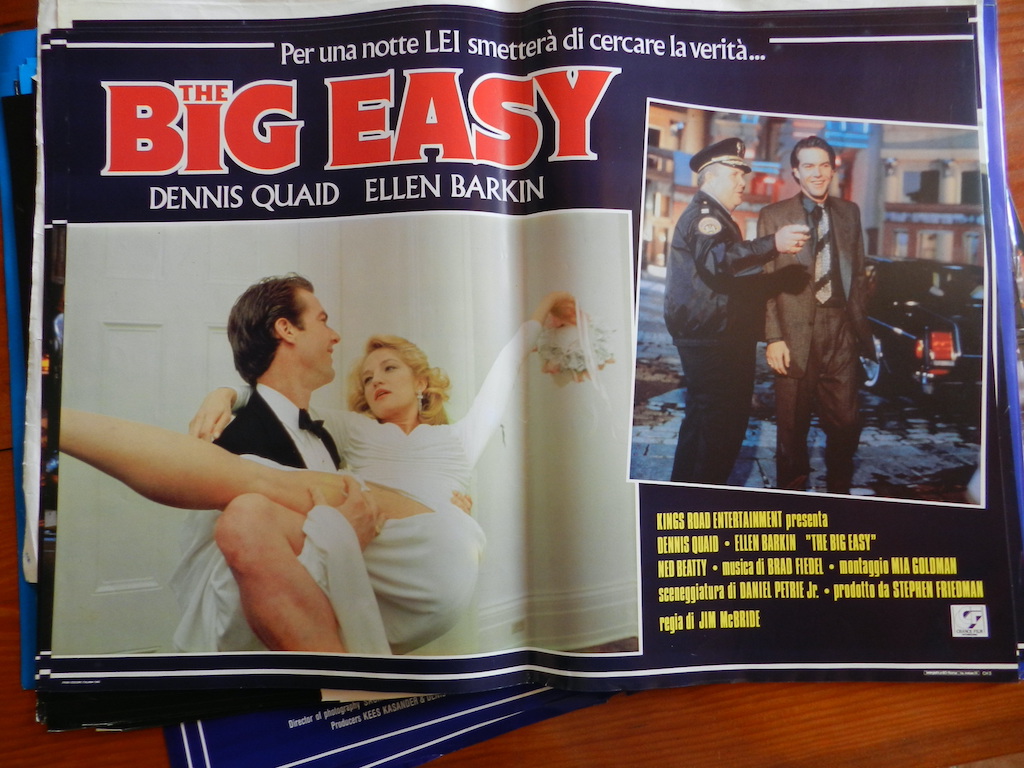 Per una notte LEI smetterà di cercare la verità...
THE
BIG EASY
DENNIS QUAID ELLEN BARKIN
KINGS ROAD ENTERTAINMENT presenta
DENNIS QUAID • ELLEN BARKIN "THE BIG EASY"
NED BEATTY • musica di BRAD FIEDEL • montaggio MIA GOLDMAN
sceneggiatura di DANIEL PETRIE Jr. • prodotto da STEPHEN FRIEDMAN
regia di JIM McBRIDE
Director of photography
Producers KEES KASANDER &